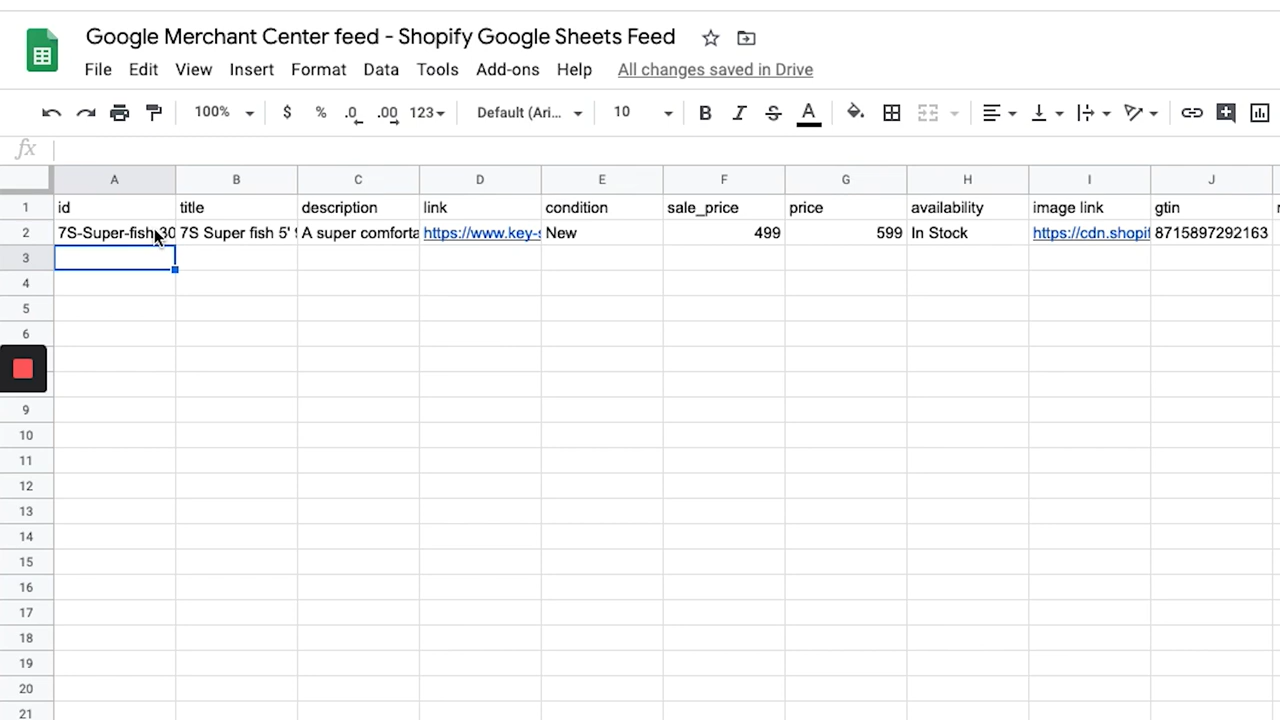 Google Merchant Center feed - Shopify Google Sheets Feed
File Edit View Insert Format Data Tools Add-ons Help All changes saved in Drive
100% $ % .0 .00 123 Default (Ari... 10 B I S A
fx
A B C D E F G H I J
1 id title description link condition sale_price price availability image link gtin
2 7S-Super-fish-30 7S Super fish 5' A super comforta https://www.key-s New 499 599 In Stock https://cdn.shopif 8715897292163
3
4
5
6
9
10
11
12
13
14
15
16
17
18
19
20
21